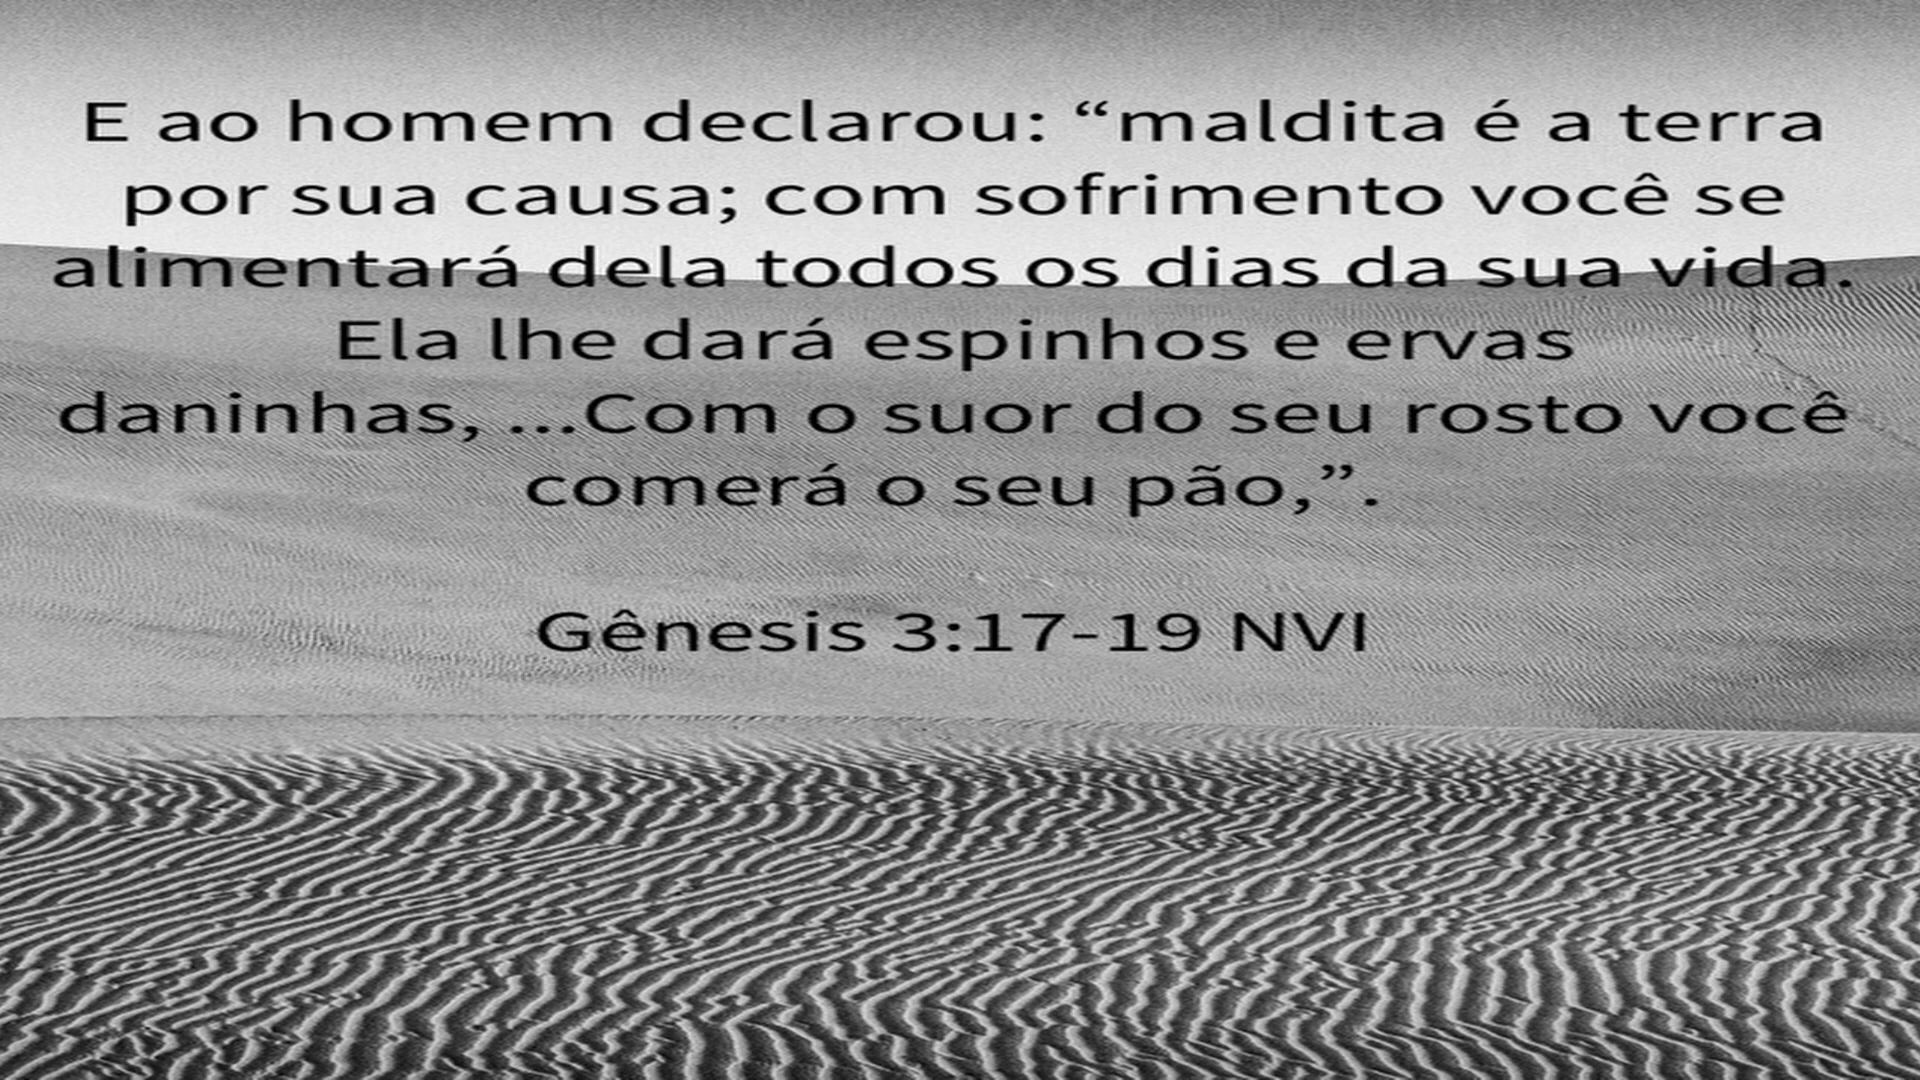 E ao homem declarou: “maldita é a terra
por sua causa; com sofrimento você se
alimentará dela todos os dias da sua vida.
Ela lhe dará espinhos e ervas
daninhas, ...Com o suor do seu rosto você
comerá o seu pão,”.
Gênesis 3:17-19 NVI